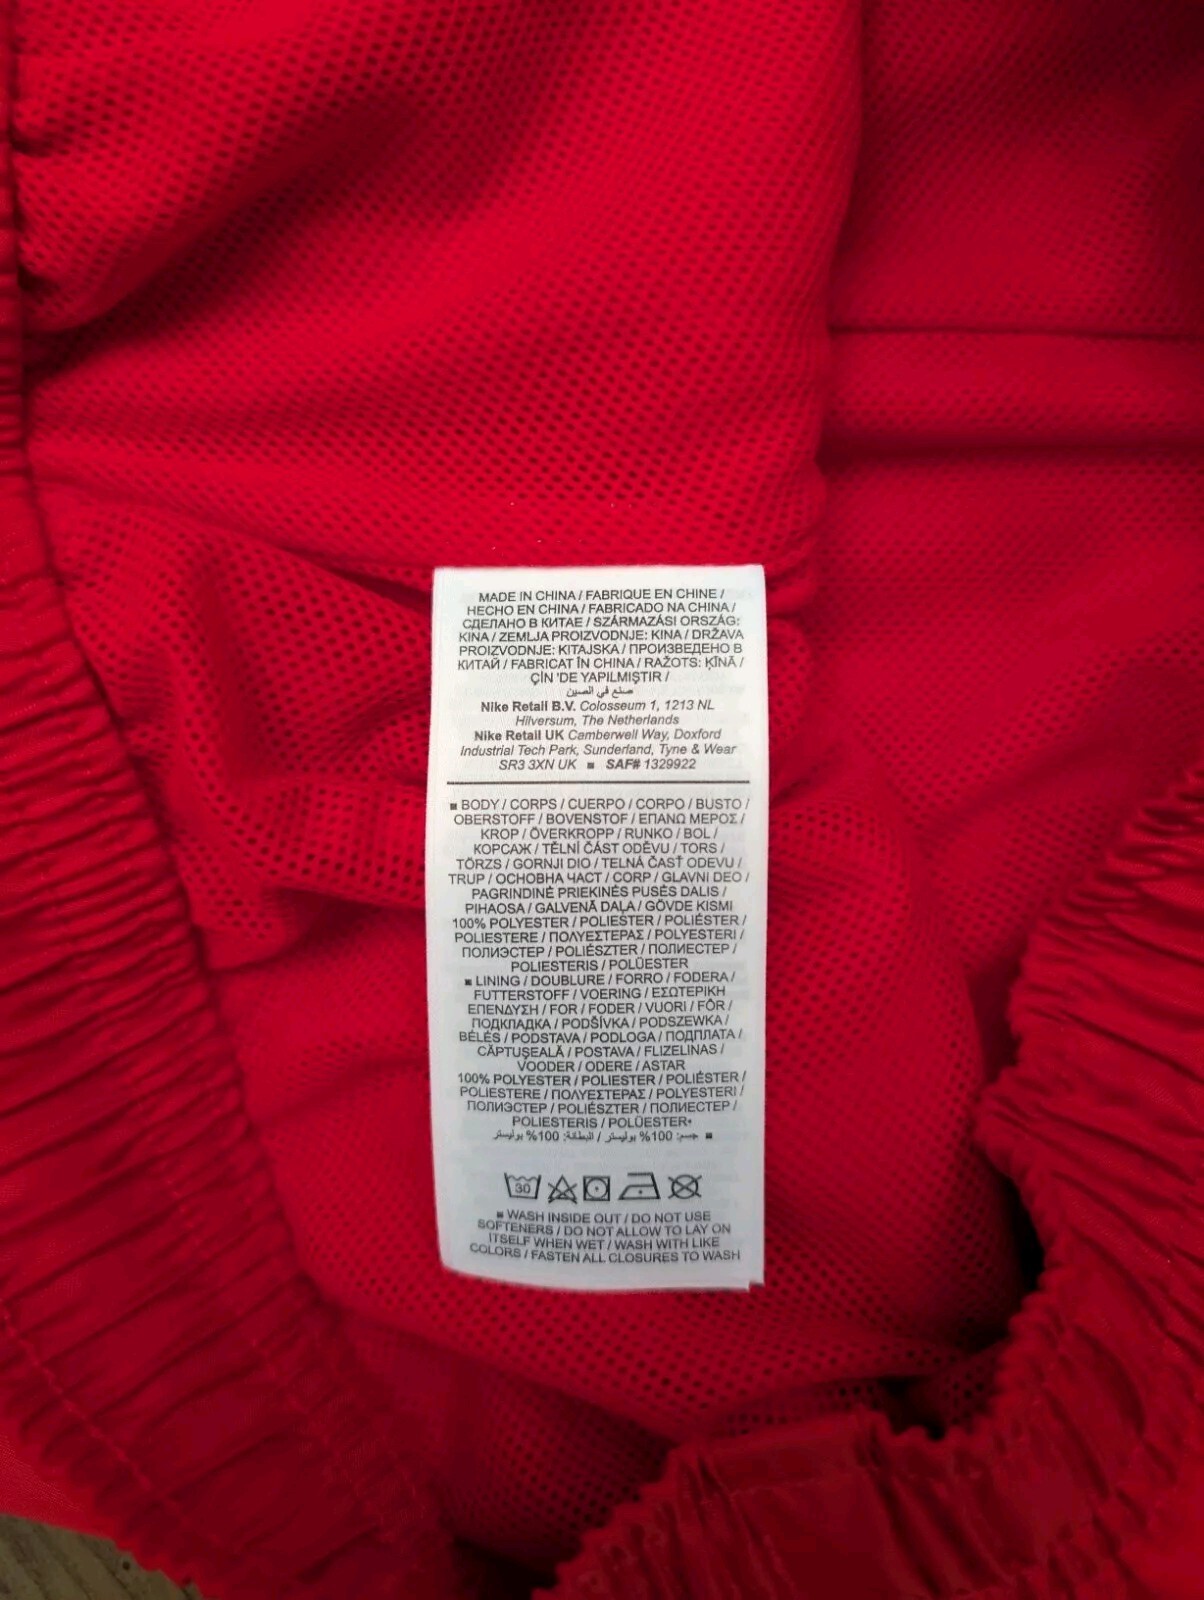 MADE IN CHINA / FABRIQUE EN CHINE /
HECHO EN CHINA / FABRICADO NA CHINA /
СДЕЛАНО В КИТАЕ / SZÁRMAZÁSI ORSZÁG:
KINA / ZEMLJA PROIZVODNJE: KINA / DRŽAVA
PROIZVODNJE: KITAJSKA / ПРОИЗВЕДЕНО В
КИТАЙ / FABRICAT ÎN CHINA / RAŽOTS: ĶĪNĀ /
ÇİN 'DE YAPILMIŞTIR /
صنع في الصين
Nike Retail B.V. Colosseum 1, 1213 NL
Hilversum, The Netherlands
Nike Retail UK Camberwell Way, Doxford
Industrial Tech Park, Sunderland, Tyne & Wear
SR3 3XN UK ■ SAF# 1329922
■ BODY / CORPS / CUERPO / CORPO / BUSTO /
OBERSTOFF / BOVENSTOF / ΕΠΑΝΩ ΜΕΡΟΣ /
KROP / ÖVERKROPP / RUNKO / BOL /
КОРСАЖ / TĚLNÍ ČÁST ODĚVU / TORS /
TÖRZS / GORNJI DIO / TELNÁ ČASŤ ODEVU /
TRUP / ОСНОВНА ЧАСТ / CORP / GLAVNI DEO /
PAGRINDINĖ PRIEKINĖS PUSĖS DALIS /
PIHAOSA / GALVENĀ DAĻA / GÖVDE KISMI
100% POLYESTER / POLIESTER / POLIÉSTER /
POLIESTERE / ΠΟΛΥΕΣΤΕΡΑΣ / POLYESTERI /
ПОЛИЭСТЕР / POLIÉSZTER / ПОЛИЕСТЕР /
POLIESTERIS / POLÜESTER
■ LINING / DOUBLURE / FORRO / FODERA /
FUTTERSTOFF / VOERING / ΕΣΩΤΕΡΙΚΗ
ΕΠΕΝΔΥΣΗ / FOR / FODER / VUORI / FÔR /
ПОДКЛАДКА / PODŠÍVKA / PODSZEWKA /
BÉLÉS / PODSTAVA / PODLOGA / ПОДПЛАТА /
CĂPTUŞEALĂ / POSTAVA / FLIZELINAS /
VOODER / ODERE / ASTAR
100% POLYESTER / POLIESTER / POLIÉSTER /
POLIESTERE / ΠΟΛΥΕΣΤΕΡΑΣ / POLYESTERI /
ПОЛИЭСТЕР / POLIÉSZTER / ПОЛИЕСТЕР /
POLIESTERIS / POLÜESTER•
■ جسم: 100% بوليستر / البطانة: 100% بوليستر
30
■ WASH INSIDE OUT / DO NOT USE
SOFTENERS / DO NOT ALLOW TO LAY ON
ITSELF WHEN WET / WASH WITH LIKE
COLORS / FASTEN ALL CLOSURES TO WASH